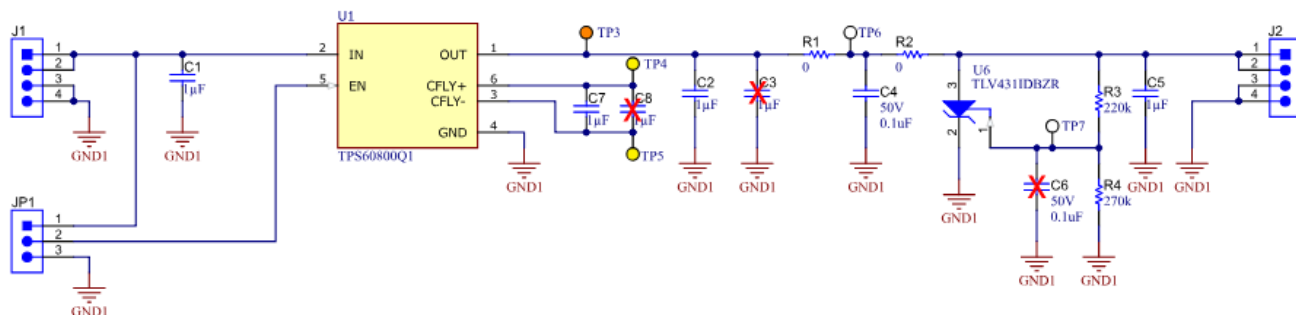 J1
1
2
3
4
GND1
C1
1µF
GND1
JP1
1
2
3
GND1
U1
2
IN
5
EN
OUT
1
CFLY+
6
CFLY-
3
GND
4
TPS60800Q1
GND1
TP3
TP4
C7
1µF
C8
1µF
TP5
C2
1µF
GND1
C3
1µF
GND1
R1
0
TP6
R2
0
C4
50V
0.1uF
GND1
U6
TLV431IDBZR
3
2
1
GND1
TP7
C6
50V
0.1uF
GND1
R3
220k
R4
270k
GND1
C5
1µF
GND1
J2
1
2
3
4
GND1